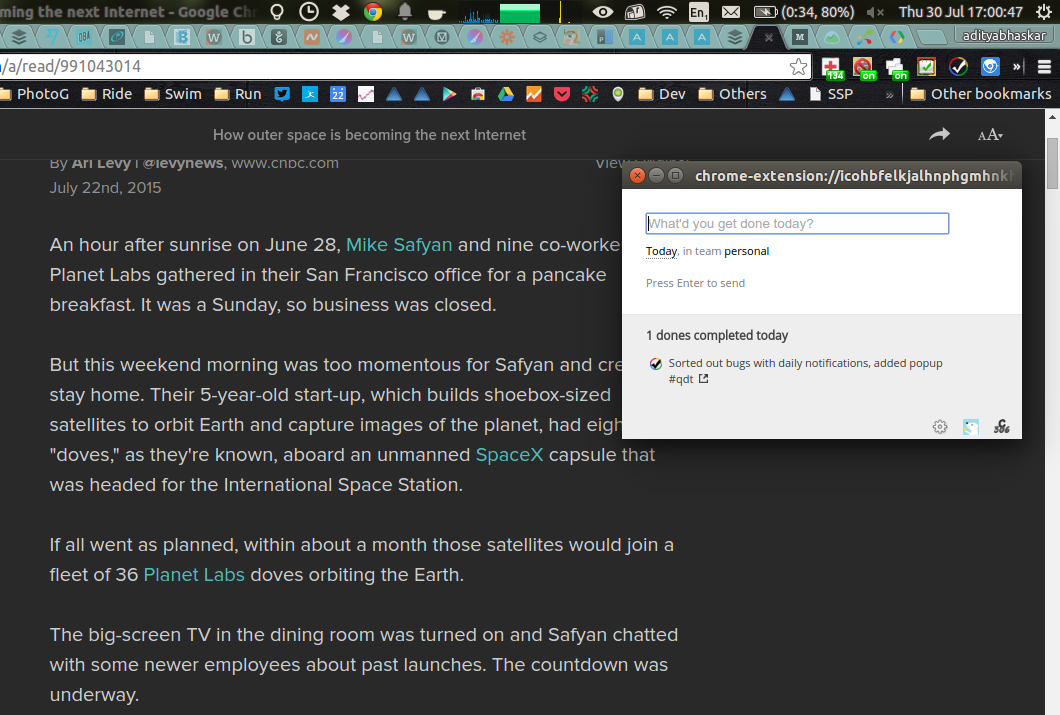 ming the next Internet - Google Chr
En1
(0:34, 80%)
Thu 30 Jul 17:00:47
DBA
W
b
W
M
A
A
A
M
adityabhaskar
/a/read/991043014
134
on
on
»
PhotoG
Ride
Swim
Run
22
Dev
Others
SSP
»
Other bookmarks
How outer space is becoming the next Internet
AA
By Ari Levy | @levynews, www.cnbc.com
July 22nd, 2015
An hour after sunrise on June 28, Mike Safyan and nine co-worke
Planet Labs gathered in their San Francisco office for a pancake
breakfast. It was a Sunday, so business was closed.
But this weekend morning was too momentous for Safyan and cre
stay home. Their 5-year-old start-up, which builds shoebox-sized
satellites to orbit Earth and capture images of the planet, had eigh
"doves," as they're known, aboard an unmanned SpaceX capsule that
was headed for the International Space Station.
If all went as planned, within about a month those satellites would join a
fleet of 36 Planet Labs doves orbiting the Earth.
The big-screen TV in the dining room was turned on and Safyan chatted
with some newer employees about past launches. The countdown was
underway.
chrome-extension://icohbfelkjalhnphgmhnkh
What'd you get done today?
Today, in team personal
Press Enter to send
1 dones completed today
Sorted out bugs with daily notifications, added popup
#qdt